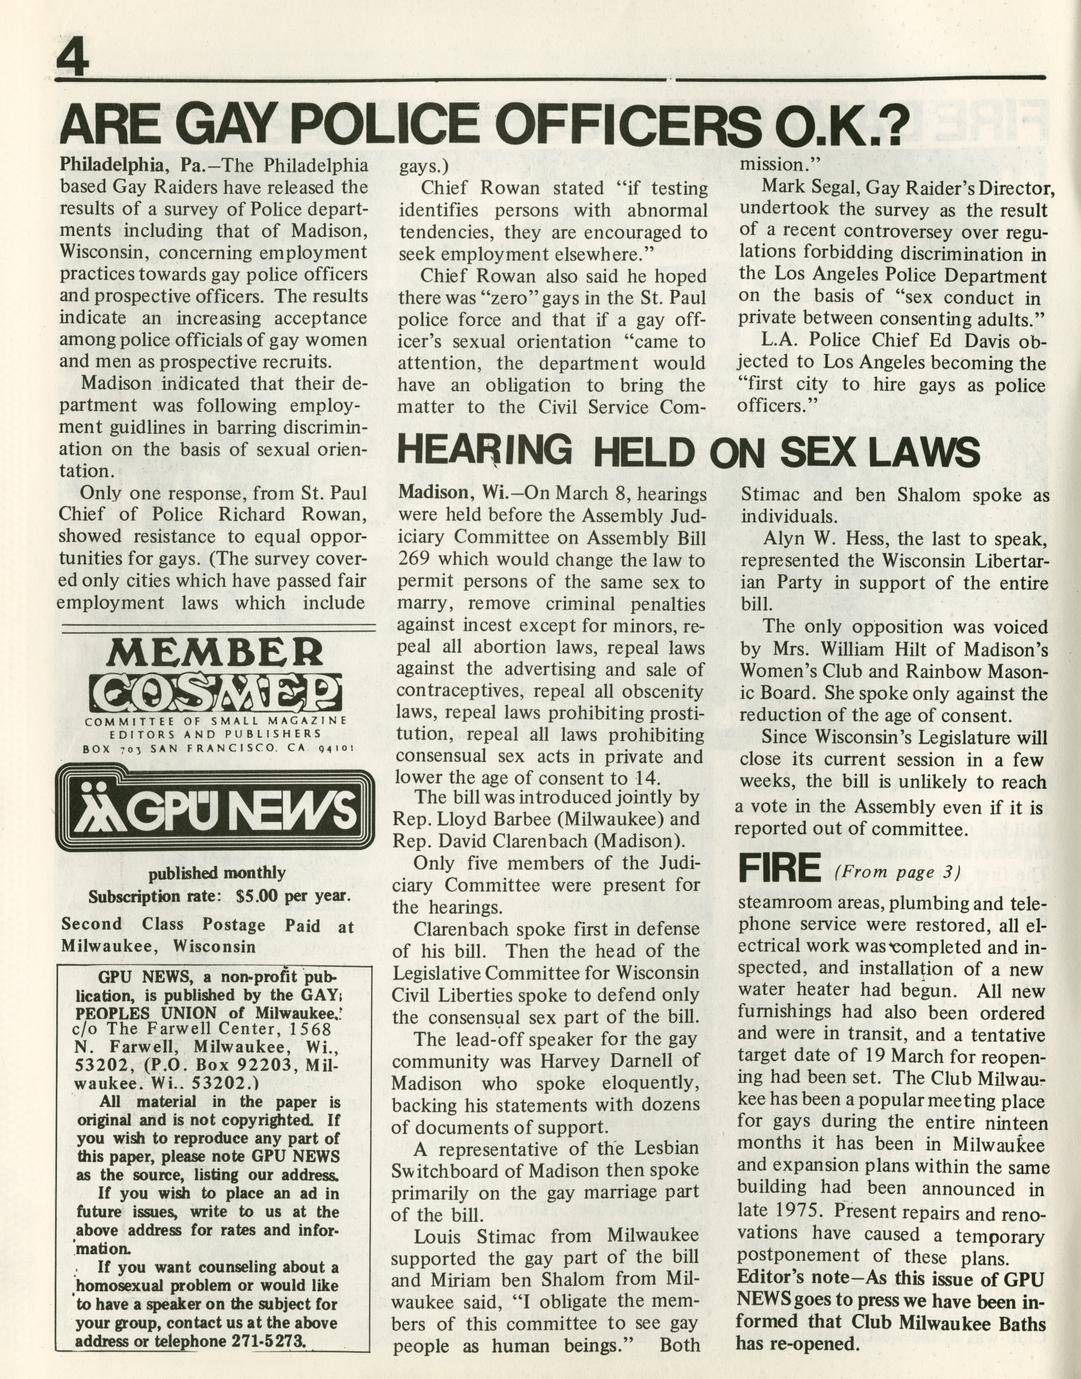 4
ARE GAY POLICE OFFICERS O.K.?
Philadelphia, Pa.—The Philadelphia
based Gay Raiders have released the
results of a survey of Police depart-
ments including that of Madison,
Wisconsin, concerning employment
practices towards gay police officers
and prospective officers. The results
indicate an increasing acceptance
among police officials of gay women
and men as prospective recruits.
Madison indicated that their de-
partment was following employ-
ment guidlines in barring discrimin-
ation on the basis of sexual orien-
tation.
Only one response, from St. Paul
Chief of Police Richard Rowan,
showed resistance to equal oppor-
tunities for gays. (The survey cover-
ed only cities which have passed fair
employment laws which include
gays.)
Chief Rowan stated “if testing
identifies persons with abnormal
tendencies, they are encouraged to
seek employment elsewhere.”
Chief Rowan also said he hoped
there was “zero” gays in the St. Paul
police force and that if a gay off-
icer’s sexual orientation “came to
attention, the department would
have an obligation to bring the
matter to the Civil Service Com-
mission.”
Mark Segal, Gay Raider’s Director,
undertook the survey as the result
of a recent controversey over regu-
lations forbidding discrimination in
the Los Angeles Police Department
on the basis of “sex conduct in
private between consenting adults.”
L.A. Police Chief Ed Davis ob-
jected to Los Angeles becoming the
“first city to hire gays as police
officers.”
HEARING HELD ON SEX LAWS
Madison, Wi.—On March 8, hearings
were held before the Assembly Jud-
iciary Committee on Assembly Bill
269 which would change the law to
permit persons of the same sex to
marry, remove criminal penalties
against incest except for minors, re-
peal all abortion laws, repeal laws
against the advertising and sale of
contraceptives, repeal all obscenity
laws, repeal laws prohibiting prosti-
tution, repeal all laws prohibiting
consensual sex acts in private and
lower the age of consent to 14.
The bill was introduced jointly by
Rep. Lloyd Barbee (Milwaukee) and
Rep. David Clarenbach (Madison).
Only five members of the Judi-
ciary Committee were present for
the hearings.
Clarenbach spoke first in defense
of his bill. Then the head of the
Legislative Committee for Wisconsin
Civil Liberties spoke to defend only
the consensual sex part of the bill.
The lead-off speaker for the gay
community was Harvey Darnell of
Madison who spoke eloquently,
backing his statements with dozens
of documents of support.
A representative of the Lesbian
Switchboard of Madison then spoke
primarily on the gay marriage part
of the bill.
Louis Stimac from Milwaukee
supported the gay part of the bill
and Miriam ben Shalom from Mil-
waukee said, “I obligate the mem-
bers of this committee to see gay
people as human beings.” Both
Stimac and ben Shalom spoke as
individuals.
Alyn W. Hess, the last to speak,
represented the Wisconsin Libertar-
ian Party in support of the entire
bill.
The only opposition was voiced
by Mrs. William Hilt of Madison’s
Women’s Club and Rainbow Mason-
ic Board. She spoke only against the
reduction of the age of consent.
Since Wisconsin’s Legislature will
close its current session in a few
weeks, the bill is unlikely to reach
a vote in the Assembly even if it is
reported out of committee.
FIRE (From page 3)
steamroom areas, plumbing and tele-
phone service were restored, all el-
ectrical work was completed and in-
spected, and installation of a new
water heater had begun. All new
furnishings had also been ordered
and were in transit, and a tentative
target date of 19 March for reopen-
ing had been set. The Club Milwau-
kee has been a popular meeting place
for gays during the entire ninteen
months it has been in Milwaukee
and expansion plans within the same
building had been announced in
late 1975. Present repairs and reno-
vations have caused a temporary
postponement of these plans.
Editor’s note—As this issue of GPU
NEWS goes to press we have been in-
formed that Club Milwaukee Baths
has re-opened.
MEMBER
COSMEP
COMMITTEE OF SMALL MAGAZINE
EDITORS AND PUBLISHERS
BOX 703 SAN FRANCISCO, CA. 94101
GPU NEWS
published monthly
Subscription rate: $5.00 per year.
Second Class Postage Paid at
Milwaukee, Wisconsin
GPU NEWS, a non-profit pub-
lication, is published by the GAY
PEOPLES UNION of Milwaukee,
c/o The Farwell Center, 1568
N. Farwell, Milwaukee, Wi.,
53202, (P.O. Box 92203, Mil-
waukee. Wi.. 53202.)
All material in the paper is
original and is not copyrighted. If
you wish to reproduce any part of
this paper, please note GPU NEWS
as the source, listing our address.
If you wish to place an ad in
future issues, write to us at the
above address for rates and infor-
mation.
If you want counseling about a
homosexual problem or would like
to have a speaker on the subject for
your group, contact us at the above
address or telephone 271-5273.